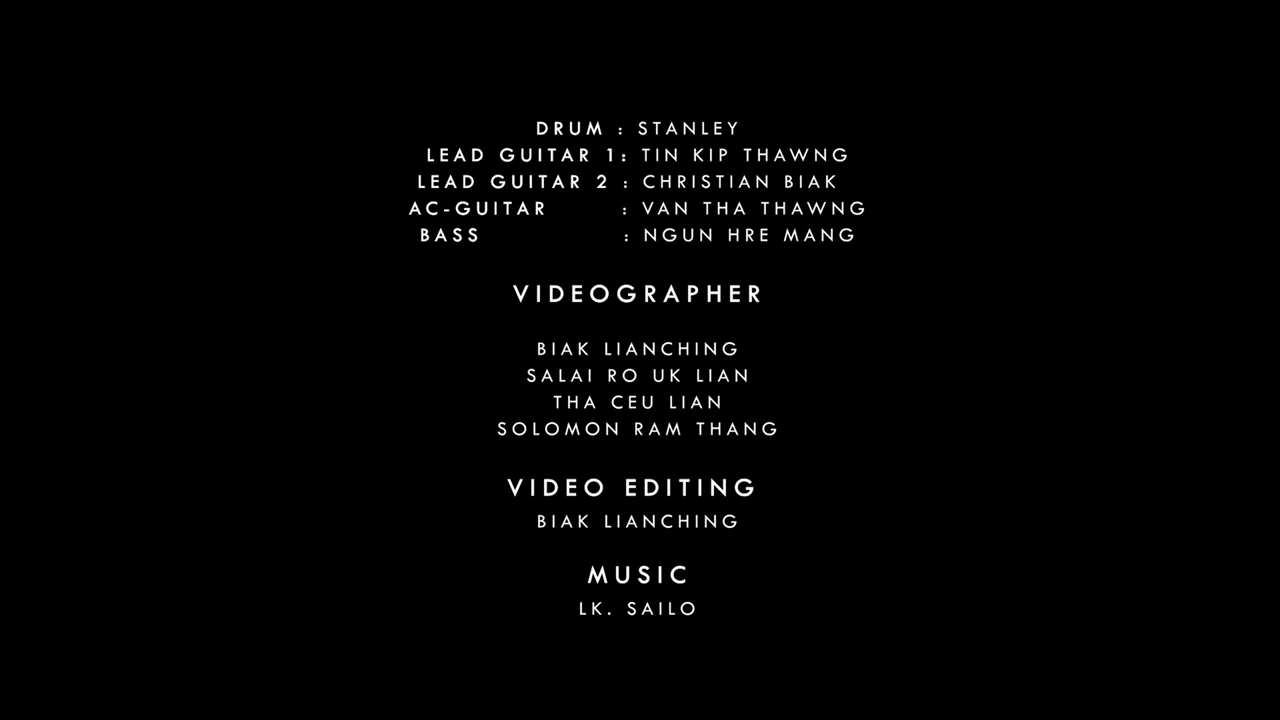 DRUM : STANLEY
LEAD GUITAR 1: TIN KIP THAWNG
LEAD GUITAR 2 : CHRISTIAN BIAK
AC-GUITAR : VAN THA THAWNG
BASS : NGUN HRE MANG
VIDEOGRAPHER
BIAK LIANCHING
SALAI RO UK LIAN
THA CEU LIAN
SOLOMON RAM THANG
VIDEO EDITING
BIAK LIANCHING
MUSIC
LK. SAILO